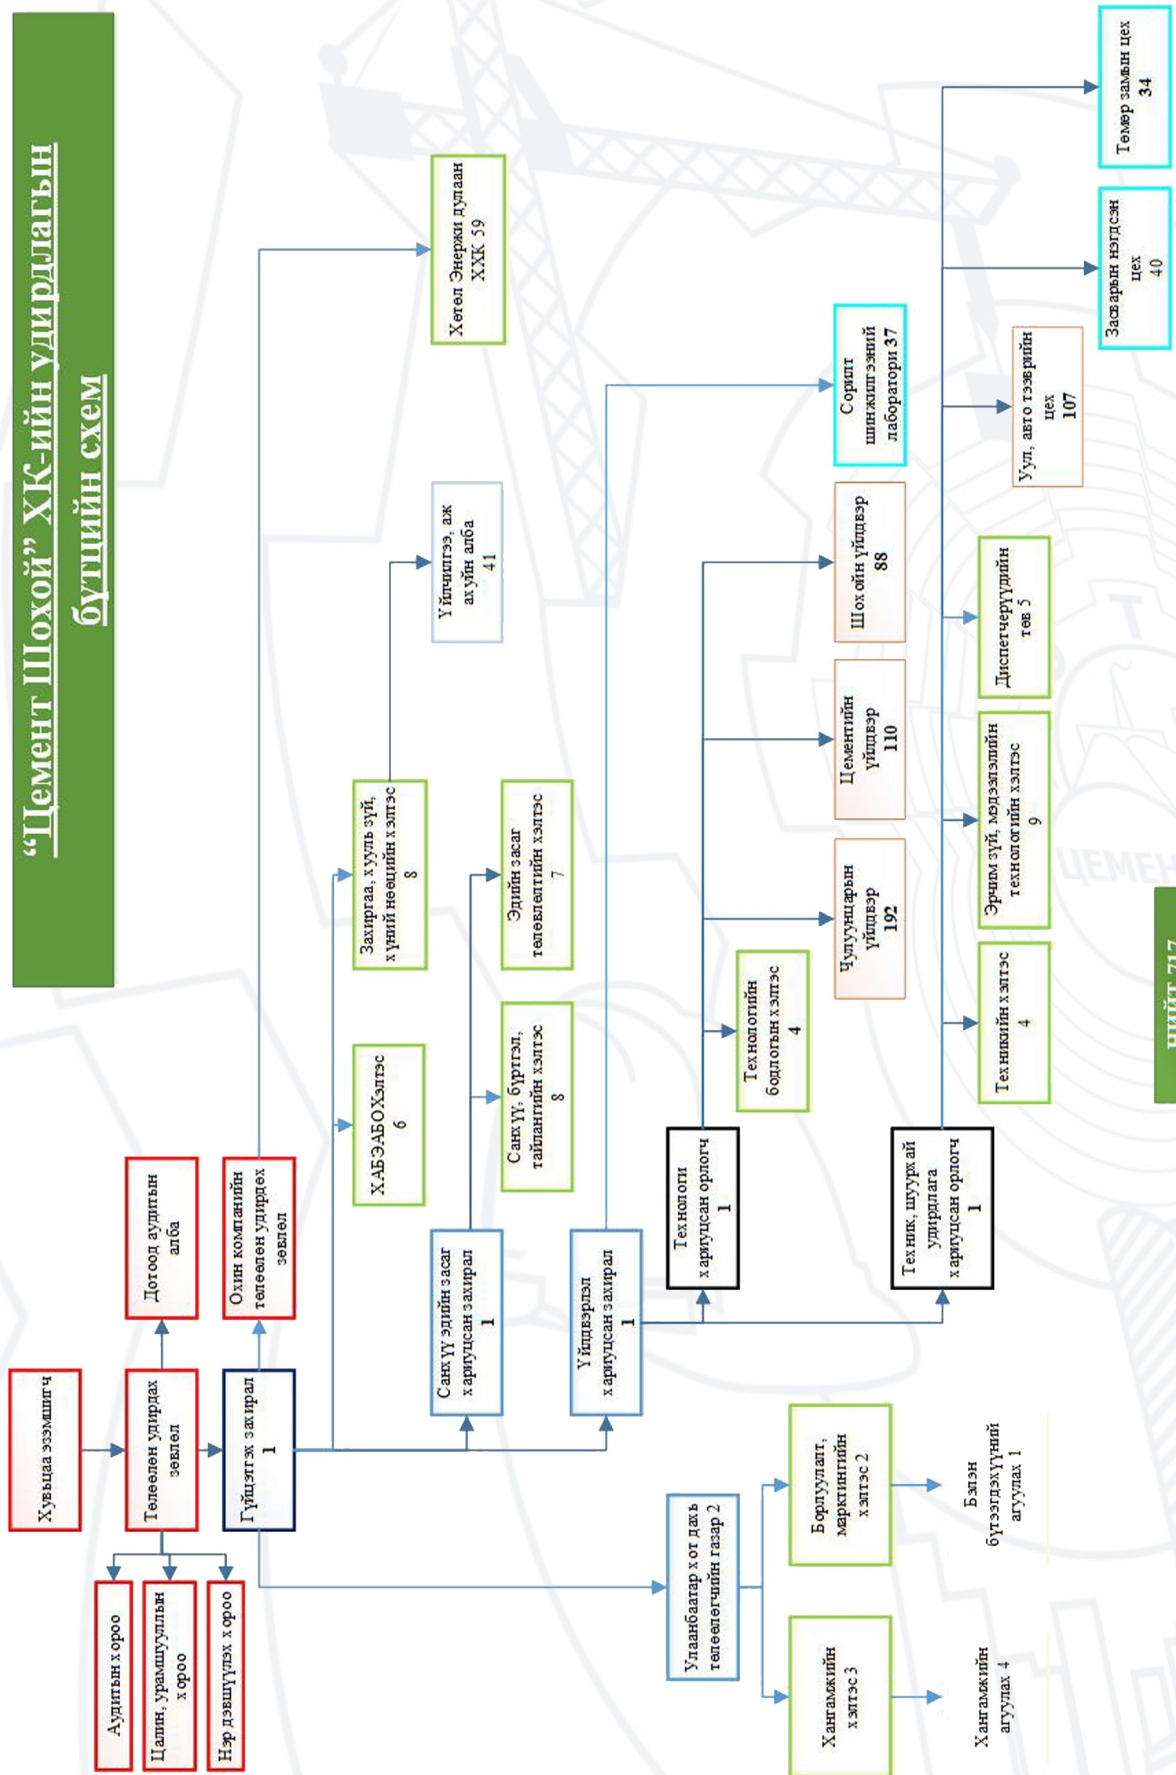 “Цемент Шохой” ХК-ийн удирдлагын
бүтцийн схем
Хувьцаа эзэмшигч
Аудитын хороо
Цалин, урамшууллын
хороо
Нэр дэвшүүлэх хороо
Төлөөлөн удирдах
зөвлөл
Дотоод аудитын
алба
Гүйцэтгэх захирал
1
Охин компанийн
төлөөлөн удирдөх
зөвлөл
ХАБЭАБОХэлтэс
6
Захиргаа, хууль зүй,
хүний нөөцийн хэлтэс
8
Үйлчилгээ, аж
ахуйн алба
41
Хөтөл Энержи дулаан
ХХК 59
Санхүү эдийн засаг
хариуцсан захирал
1
Санхүү, бүртгэл,
тайлангийн хэлтэс
8
Эдийн засаг
төлөвлөлтийн хэлтэс
7
Үйлдвэрлэл
хариуцсан захирал
1
Улаанбаатар хот дахь
төлөөлөгчийн газар 2
Технологи
хариуцсан орлогч
1
Технологийн
бодлогын хэлтэс
4
Хангамжийн
хэлтэс 3
Борлуулалт,
марктингийн
хэлтэс 2
Чулуунцарын
үйлдвэр
192
Цементийн
үйлдвэр
110
Шохойн үйлдвэр
88
Сорилт
шинжилгээний
лаборатори 37
Техник, шуурхай
удирдлага
хариуцсан орлогч
1
Хангамжийн
агуулах 4
Бэлэн
бүтээгдэхүүний
агуулах 1
Техникийн хэлтэс
4
Эрчим зүй, мэдээлэлийн
технологийн хэлтэс
9
Диспетчерүүдийн
төв 5
Уул, авто тээврийн
цех
107
Засварын нэгдсэн
цех
40
Төмөр замын цех
34
ЦЕМЕН
НИЙТ 717